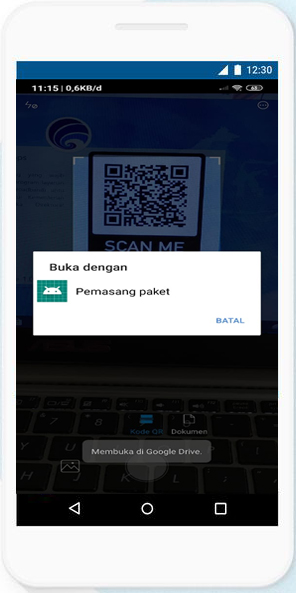 12:30
11:15 | 0,6KB/d
SCAN ME
Buka dengan
Pemasang paket
BATAL
Kode QR Dokumen
Membuka di Google Drive.